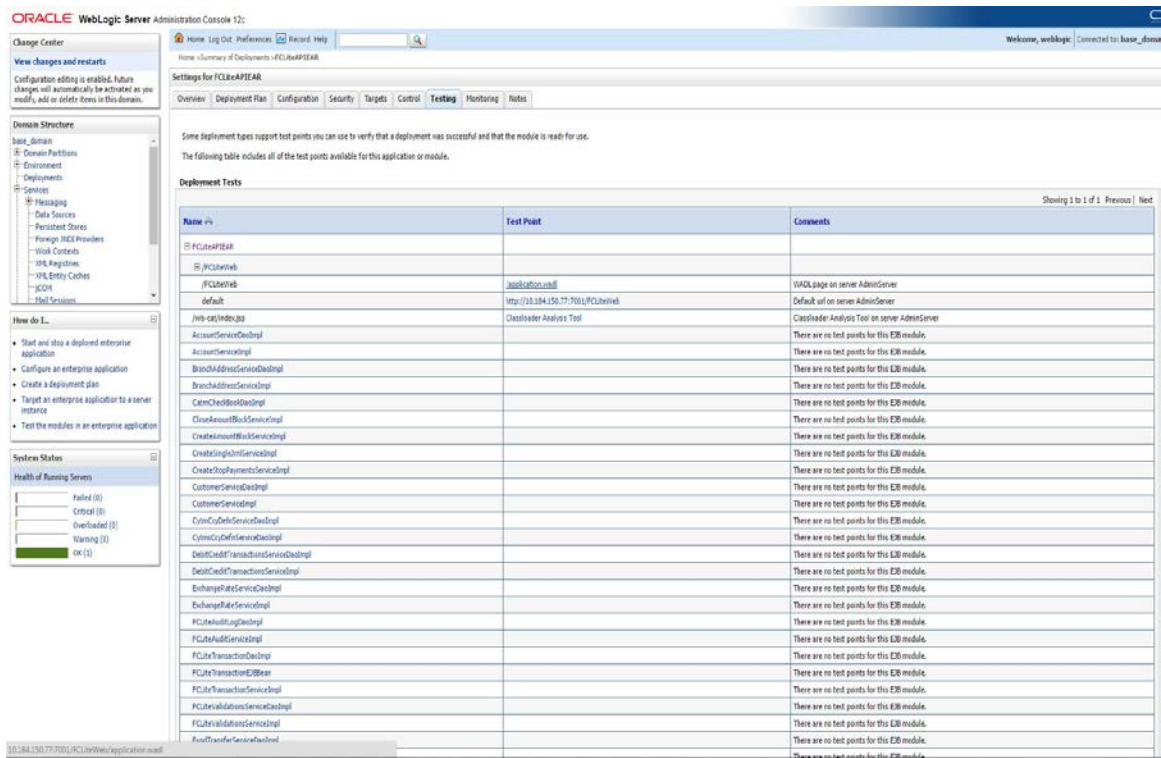 ORACLE WebLogic Server Administration Console 12c
Change Center
View changes and restarts
Configuration editing is enabled. Future
changes will automatically be activated as you
modify, add or delete items in this domain.
Domain Structure
base_domain
Domain Partitions
Environment
Deployments
Services
Messaging
Data Sources
Persistent Stores
Foreign JNDI Providers
Work Contexts
XML Registries
XML Entity Caches
jCOM
Mail Sessions
How do I...
Start and stop a deployed enterprise
application
Configure an enterprise application
Create a deployment plan
Target an enterprise application to a server
instance
Test the modules in an enterprise application
System Status
Health of Running Servers
Failed (0)
Critical (0)
Overloaded (0)
Warning (0)
OK (1)
Home Log Out Preferences Record Help
Welcome, weblogic Connected to: base_doma
Home >Summary of Deployments >FCLiteAPIEAR
Settings for FCLiteAPIEAR
Overview Deployment Plan Configuration Security Targets Control Testing Monitoring Notes
Some deployment types support test points you can use to verify that a deployment was successful and that the module is ready for use.
The following table includes all of the test points available for this application or module.
Deployment Tests
Showing 1 to 1 of 1 Previous | Next
Name Test Point Comments
FCLiteAPIEAR
/FCLiteWeb
/FCLiteWeb /application.wadl WADL page on server AdminServer
default http://10.184.150.77:7001/FCLiteWeb Default url on server AdminServer
/wls-cat/index.jsp Classloader Analysis Tool Classloader Analysis Tool on server AdminServer
AccountServiceDaoImpl There are no test points for this EJB module.
AccountServiceImpl There are no test points for this EJB module.
BranchAddressServiceDaoImpl There are no test points for this EJB module.
BranchAddressServiceImpl There are no test points for this EJB module.
CatmCheckBookDaoImpl There are no test points for this EJB module.
CloseAmountBlockServiceImpl There are no test points for this EJB module.
CreateAmountBlockServiceImpl There are no test points for this EJB module.
CreateSingleJrnlServiceImpl There are no test points for this EJB module.
CreateStopPaymentsServiceImpl There are no test points for this EJB module.
CustomerServiceDaoImpl There are no test points for this EJB module.
CustomerServiceImpl There are no test points for this EJB module.
CytmCcyDefnServiceDaoImpl There are no test points for this EJB module.
CytmsCcyDefnServiceImpl There are no test points for this EJB module.
DebitCreditTransactionsServiceDaoImpl There are no test points for this EJB module.
DebitCreditTransactionsServiceImpl There are no test points for this EJB module.
ExchangeRateServiceDaoImpl There are no test points for this EJB module.
ExchangeRateServiceImpl There are no test points for this EJB module.
FCLiteAuditLogDaoImpl There are no test points for this EJB module.
FCLiteAuditServiceImpl There are no test points for this EJB module.
FCLiteTransactionDaoImpl There are no test points for this EJB module.
FCLiteTransactionEJBBean There are no test points for this EJB module.
FCLiteTransactionServiceImpl There are no test points for this EJB module.
FCLiteValidationsServiceDaoImpl There are no test points for this EJB module.
FCLiteValidationsServiceImpl There are no test points for this EJB module.
FundTransferServiceDaoImpl There are no test points for this EJB module.
There are no test points for this EJB module.
10.184.150.77:7001/FCLiteWeb/application.wadl